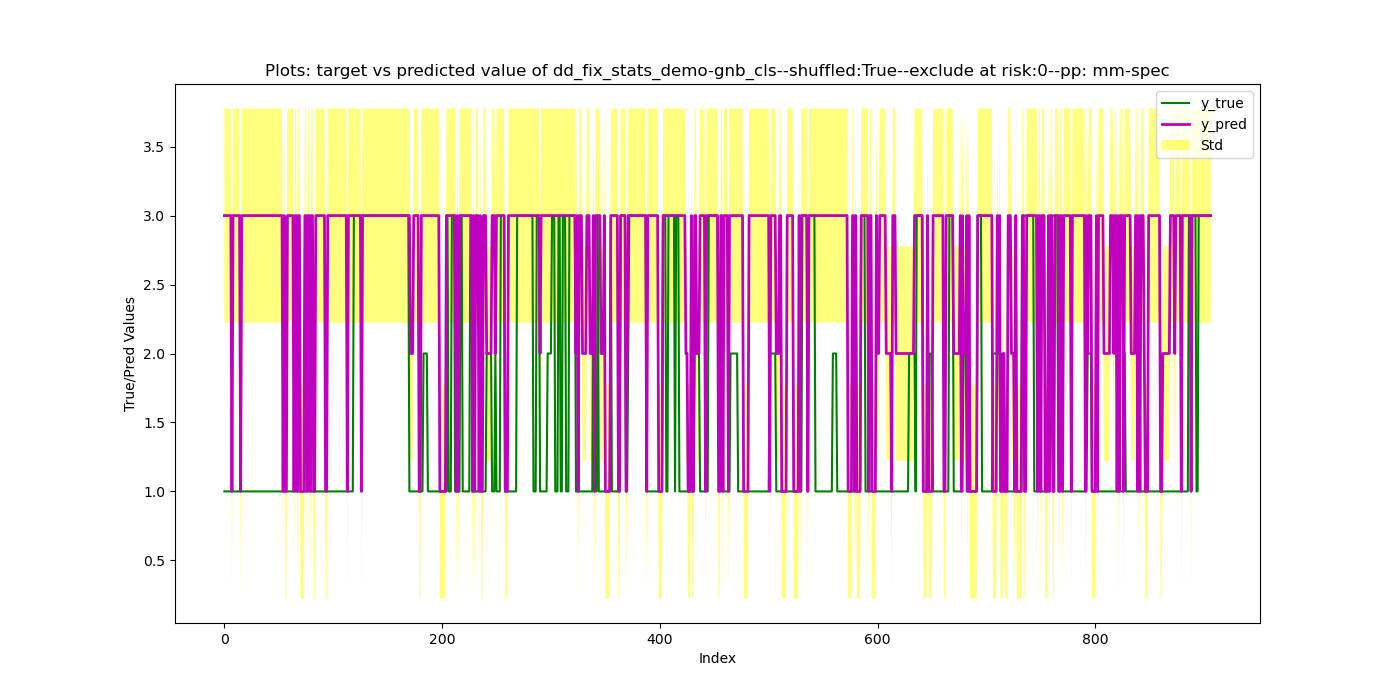 Plots: target vs predicted value of dd_fix_stats_demo-gnb_cls--shuffled:True--exclude at risk:0--pp: mm-spec
y_true
y_pred
Std
True/Pred Values
3.5
3.0
2.5
2.0
1.5
1.0
0.5
0
200
400
600
800
Index